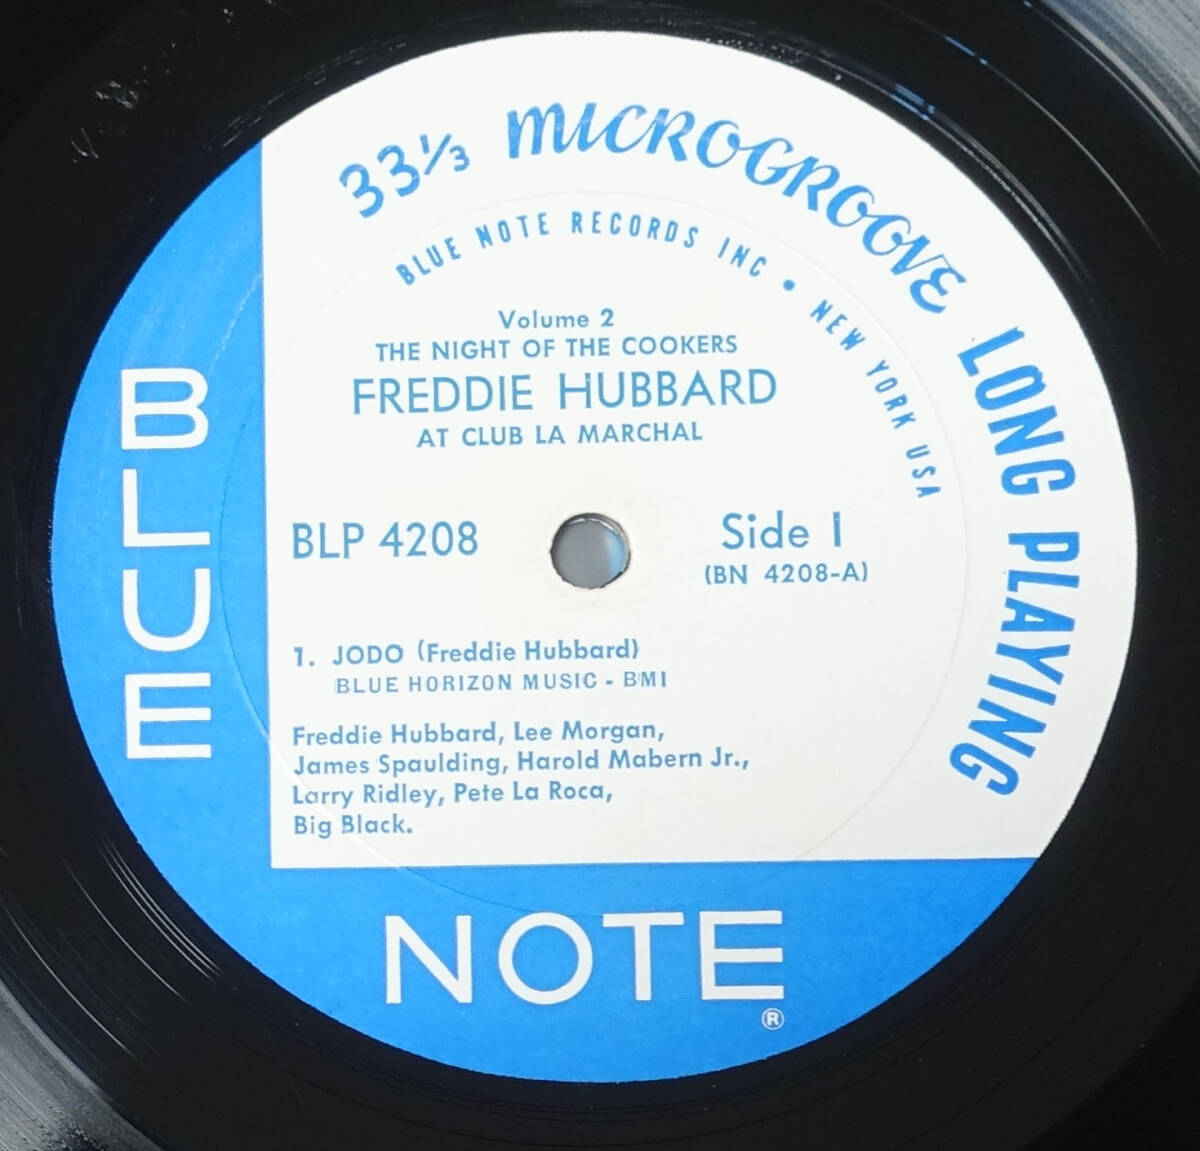 33⅓ MICROGROOVE LONG PLAYING
BLUE NOTE RECORDS INC • NEW YORK USA
Volume 2
THE NIGHT OF THE COOKERS
FREDDIE HUBBARD
AT CLUB LA MARCHAL
BLP 4208
Side 1
(BN 4208-A)
1. JODO (Freddie Hubbard)
BLUE HORIZON MUSIC - BMI
Freddie Hubbard, Lee Morgan,
James Spaulding, Harold Mabern Jr.,
Larry Ridley, Pete La Roca,
Big Black.
BLUE
NOTE
®